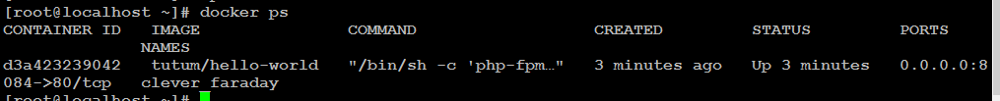 [root@localhost ~]# docker ps
CONTAINER ID   IMAGE               COMMAND                  CREATED         STATUS         PORTS
              NAMES
d3a423239042   tutum/hello-world   "/bin/sh -c 'php-fpm…"   3 minutes ago   Up 3 minutes   0.0.0.0:8
084->80/tcp   clever_faraday
[root@localhost ~]#